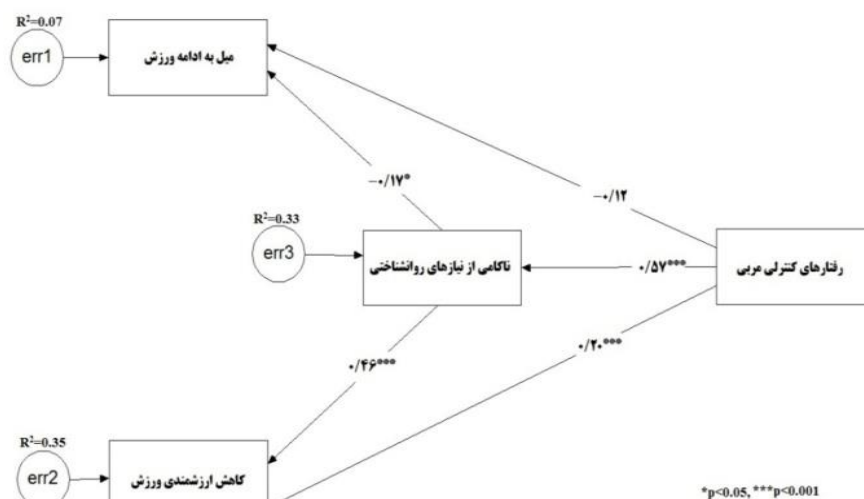 R²=0.07
err1
میل به ادامه ورزش
−۰/۱۷*
−۰/۱۲
R²=0.33
err3
ناکامی از نیازهای روانشناختی
۰/۵۷***
رفتارهای کنترلی مربی
۰/۴۶***
۰/۲۰***
R²=0.35
err2
کاهش ارزشمندی ورزش
*p<0.05, ***p<0.001